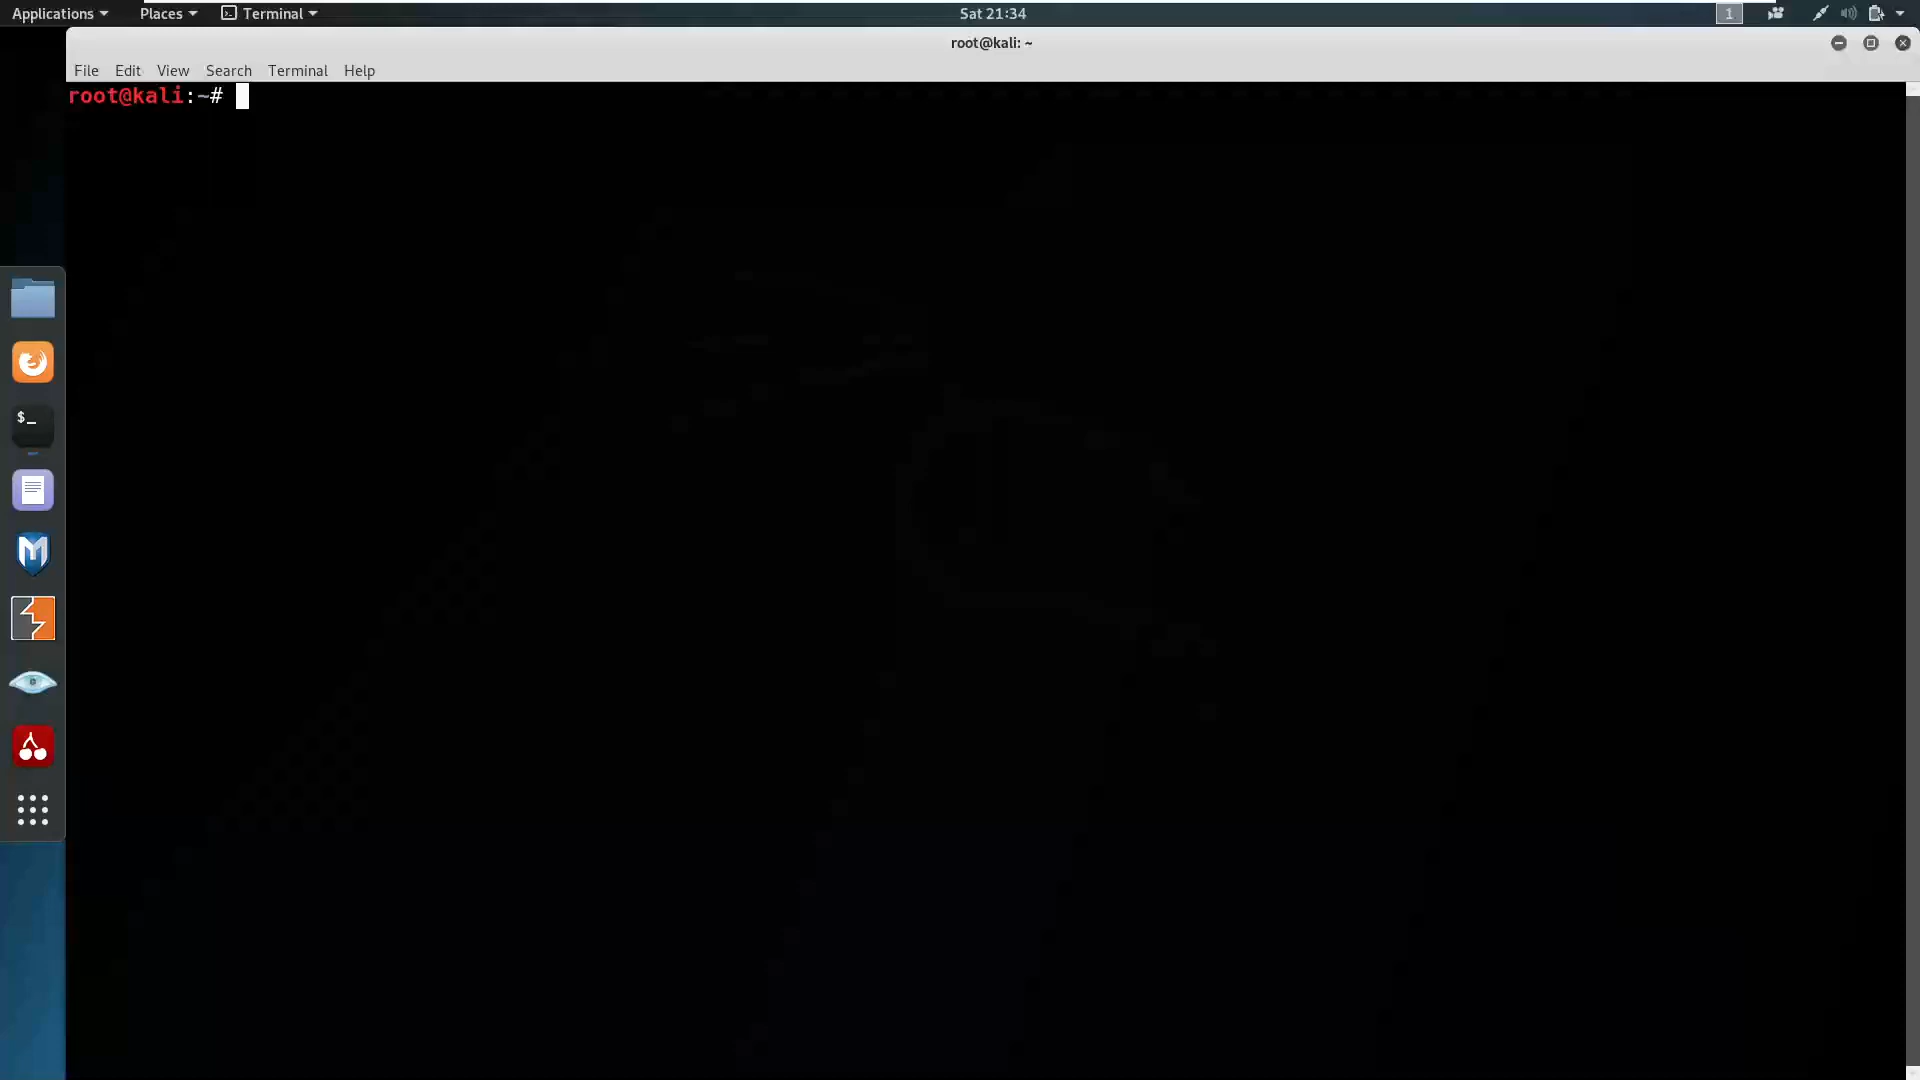 Applications Places Terminal Sat 21:34 1
root@kali: ~
File Edit View Search Terminal Help
root@kali:~#
$_